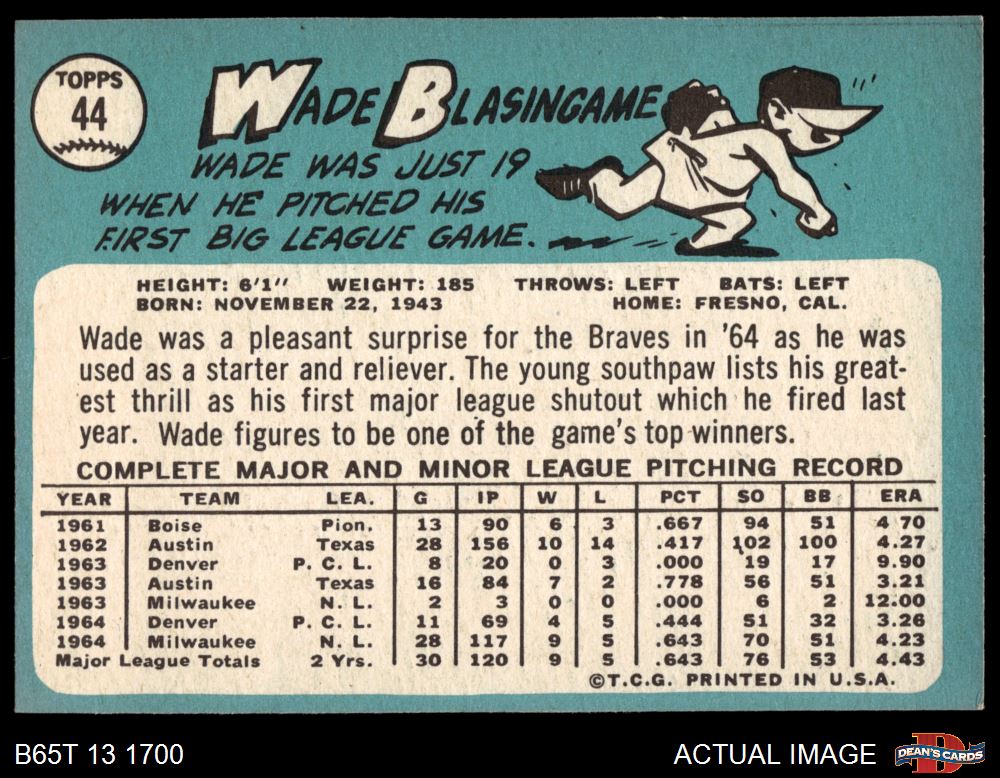 TOPPS
44
WADE BLASINGAME
WADE WAS JUST 19
WHEN HE PITCHED HIS
FIRST BIG LEAGUE GAME.
HEIGHT: 6'1" WEIGHT: 185 THROWS: LEFT BATS: LEFT
BORN: NOVEMBER 22, 1943 HOME: FRESNO, CAL.
Wade was a pleasant surprise for the Braves in '64 as he was
used as a starter and reliever. The young southpaw lists his great-
est thrill as his first major league shutout which he fired last
year. Wade figures to be one of the game's top winners.
COMPLETE MAJOR AND MINOR LEAGUE PITCHING RECORD
YEAR TEAM LEA. G IP W L PCT SO BB ERA
1961 Boise Pion. 13 90 6 3 .667 94 51 4.70
1962 Austin Texas 28 156 10 14 .417 102 100 4.27
1963 Denver P. C. L. 8 20 0 3 .000 19 17 9.90
1963 Austin Texas 16 84 7 2 .778 56 51 3.21
1963 Milwaukee N. L. 2 3 0 0 .000 6 2 12.00
1964 Denver P. C. L. 11 69 4 5 .444 51 32 3.26
1964 Milwaukee N. L. 28 117 9 5 .643 70 51 4.23
Major League Totals 2 Yrs. 30 120 9 5 .643 76 53 4.43
©T.C.G. PRINTED IN U.S.A.
B65T 13 1700 ACTUAL IMAGE DEAN'S CARDS